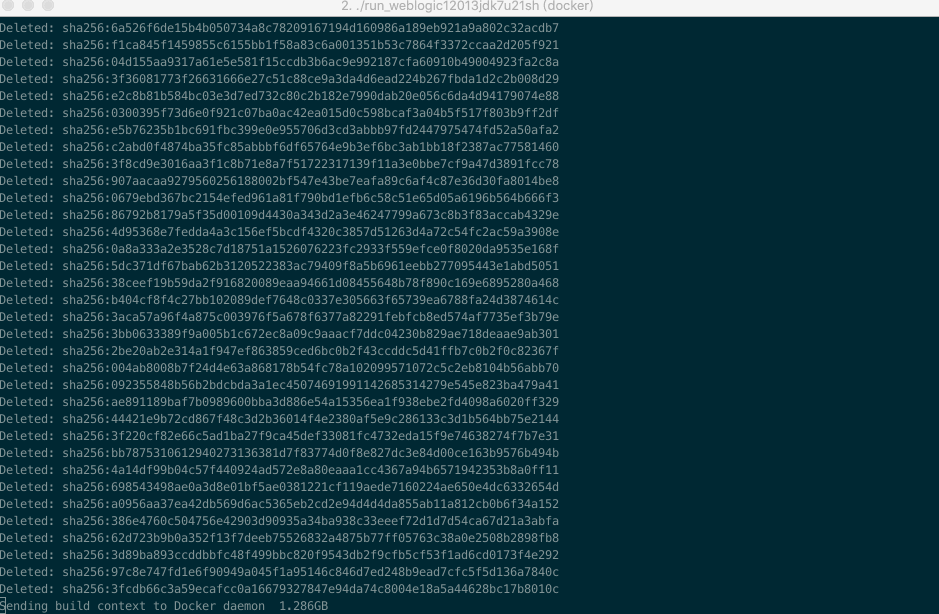 2. ./run_weblogic12013jdk7u21sh (docker)
Deleted: sha256:6a526f6de15b4b050734a8c78209167194d160986a189eb921a9a802c32acdb7
Deleted: sha256:f1ca845f1459855c6155bb1f58a83c6a001351b53c7864f3372ccaa2d205f921
Deleted: sha256:04d155aa9317a61e5e581f15ccdb3b6ac9e992187cfa60910b49004923fa2c8a
Deleted: sha256:3f36081773f26631666e27c51c88ce9a3da4d6ead224b267fbda1d2c2b008d29
Deleted: sha256:e2c8b81b584bc03e3d7ed732c80c2b182e7990dab20e056c6da4d94179074e88
Deleted: sha256:0300395f73d6e0f921c07ba0ac42ea015d0c598bcaf3a04b5f517f803b9ff2df
Deleted: sha256:e5b76235b1bc691fbc399e0e955706d3cd3abbb97fd2447975474fd52a50afa2
Deleted: sha256:c2abd0f4874ba35fc85abbbf6df65764e9b3ef6bc3ab1bb18f2387ac77581460
Deleted: sha256:3f8cd9e3016aa3f1c8b71e8a7f51722317139f11a3e0bbe7cf9a47d3891fcc78
Deleted: sha256:907aacaa9279560256188002bf547e43be7eafa89c6af4c87e36d30fa8014be8
Deleted: sha256:0679ebd367bc2154efed961a81f790bd1efb6c58c51e65d05a6196b564b666f3
Deleted: sha256:86792b8179a5f35d00109d4430a343d2a3e46247799a673c8b3f83accab4329e
Deleted: sha256:4d95368e7fedda4a3c156ef5bcdf4320c3857d51263d4a72c54fc2ac59a3908e
Deleted: sha256:0a8a333a2e3528c7d18751a1526076223fc2933f559efce0f8020da9535e168f
Deleted: sha256:5dc371df67bab62b3120522383ac79409f8a5b6961eebb277095443e1abd5051
Deleted: sha256:38ceef19b59da2f916820089eaa94661d08455648b78f890c169e6895280a468
Deleted: sha256:b404cf8f4c27bb102089def7648c0337e305663f65739ea6788fa24d3874614c
Deleted: sha256:3aca57a96f4a875c003976f5a678f6377a82291febfcb8ed574af7735ef3b79e
Deleted: sha256:3bb0633389f9a005b1c672ec8a09c9aaacf7ddc04230b829ae718deaae9ab301
Deleted: sha256:2be20ab2e314a1f947ef863859ced6bc0b2f43ccddc5d41ffb7c0b2f0c82367f
Deleted: sha256:004ab8008b7f24d4e63a868178b54fc78a102099571072c5c2eb8104b56abb70
Deleted: sha256:092355848b56b2bdcbda3a1ec45074691991142685314279e545e823ba479a41
Deleted: sha256:ae891189baf7b0989600bba3d886e54a15356ea1f938ebe2fd4098a6020ff329
Deleted: sha256:44421e9b72cd867f48c3d2b36014f4e2380af5e9c286133c3d1b564bb75e2144
Deleted: sha256:3f220cf82e66c5ad1ba27f9ca45def33081fc4732eda15f9e74638274f7b7e31
Deleted: sha256:bb7875310612940273136381d7f83774d0f8e827dc3e84d00ce163b9576b494b
Deleted: sha256:4a14df99b04c57f440924ad572e8a80eaaa1cc4367a94b6571942353b8a0ff11
Deleted: sha256:698543498ae0a3d8e01bf5ae0381221cf119aede7160224ae650e4dc6332654d
Deleted: sha256:a0956aa37ea42db569d6ac5365eb2cd2e94d4d4da855ab11a812cb0b6f34a152
Deleted: sha256:386e4760c504756e42903d90935a34ba938c33eeef72d1d7d54ca67d21a3abfa
Deleted: sha256:62d723b9b0a352f13f7deeb75526832a4875b77ff05763c38a0e2508b2898fb8
Deleted: sha256:3d89ba893ccddbbfc48f499bbc820f9543db2f9cfb5cf53f1ad6cd0173f4e292
Deleted: sha256:97c8e747fd1e6f90949a045f1a95146c846d7ed248b9ead7cfc5f5d136a7840c
Deleted: sha256:3fcdb66c3a59ecafcc0a16679327847e94da74c8004e18a5a44628bc17b8010c
Sending build context to Docker daemon  1.286GB